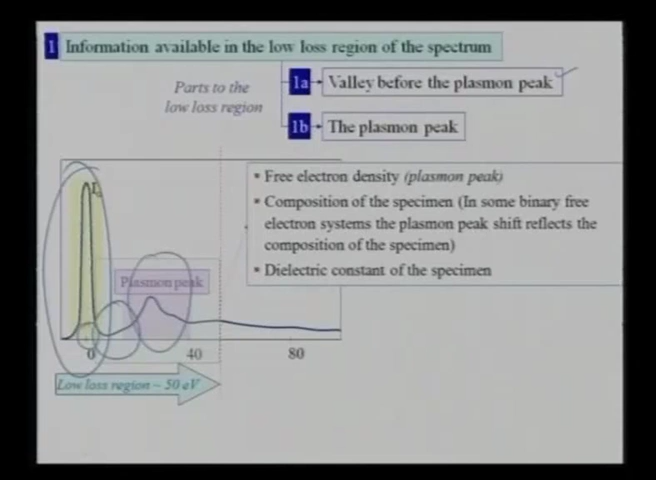 1 Information available in the low loss region of the spectrum
Parts to the
low loss region
1a Valley before the plasmon peak
1b The plasmon peak
Free electron density (plasmon peak)
Composition of the specimen (In some binary free
electron systems the plasmon peak shift reflects the
composition of the specimen)
Dielectric constant of the specimen
Plasmon peak
0 40 80
Low loss region ~ 50 eV